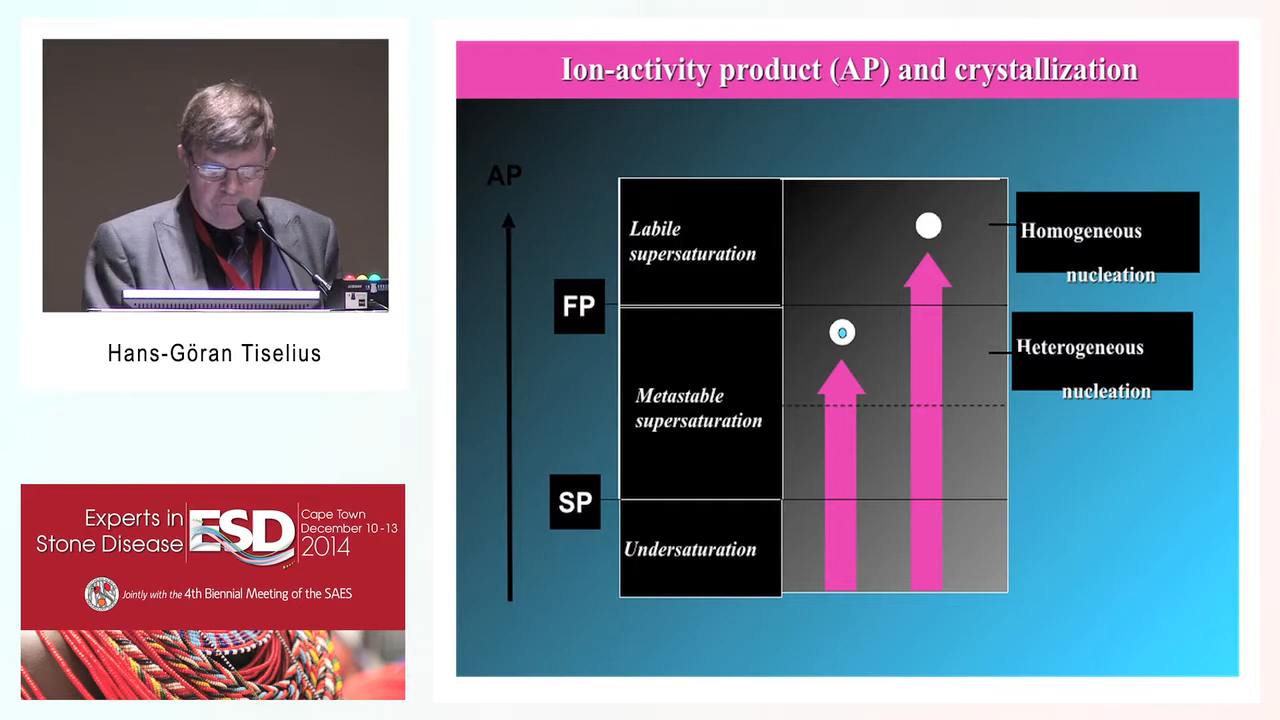 Ion-activity product (AP) and crystallization
AP
Labile
supersaturation
Homogeneous
nucleation
FP
Heterogeneous
nucleation
Metastable
supersaturation
SP
Undersaturation
Hans-Göran Tiselius
Experts in
Stone Disease
ESD
Cape Town
December 10-13
2014
Jointly with the 4th Biennial Meeting of the SAES